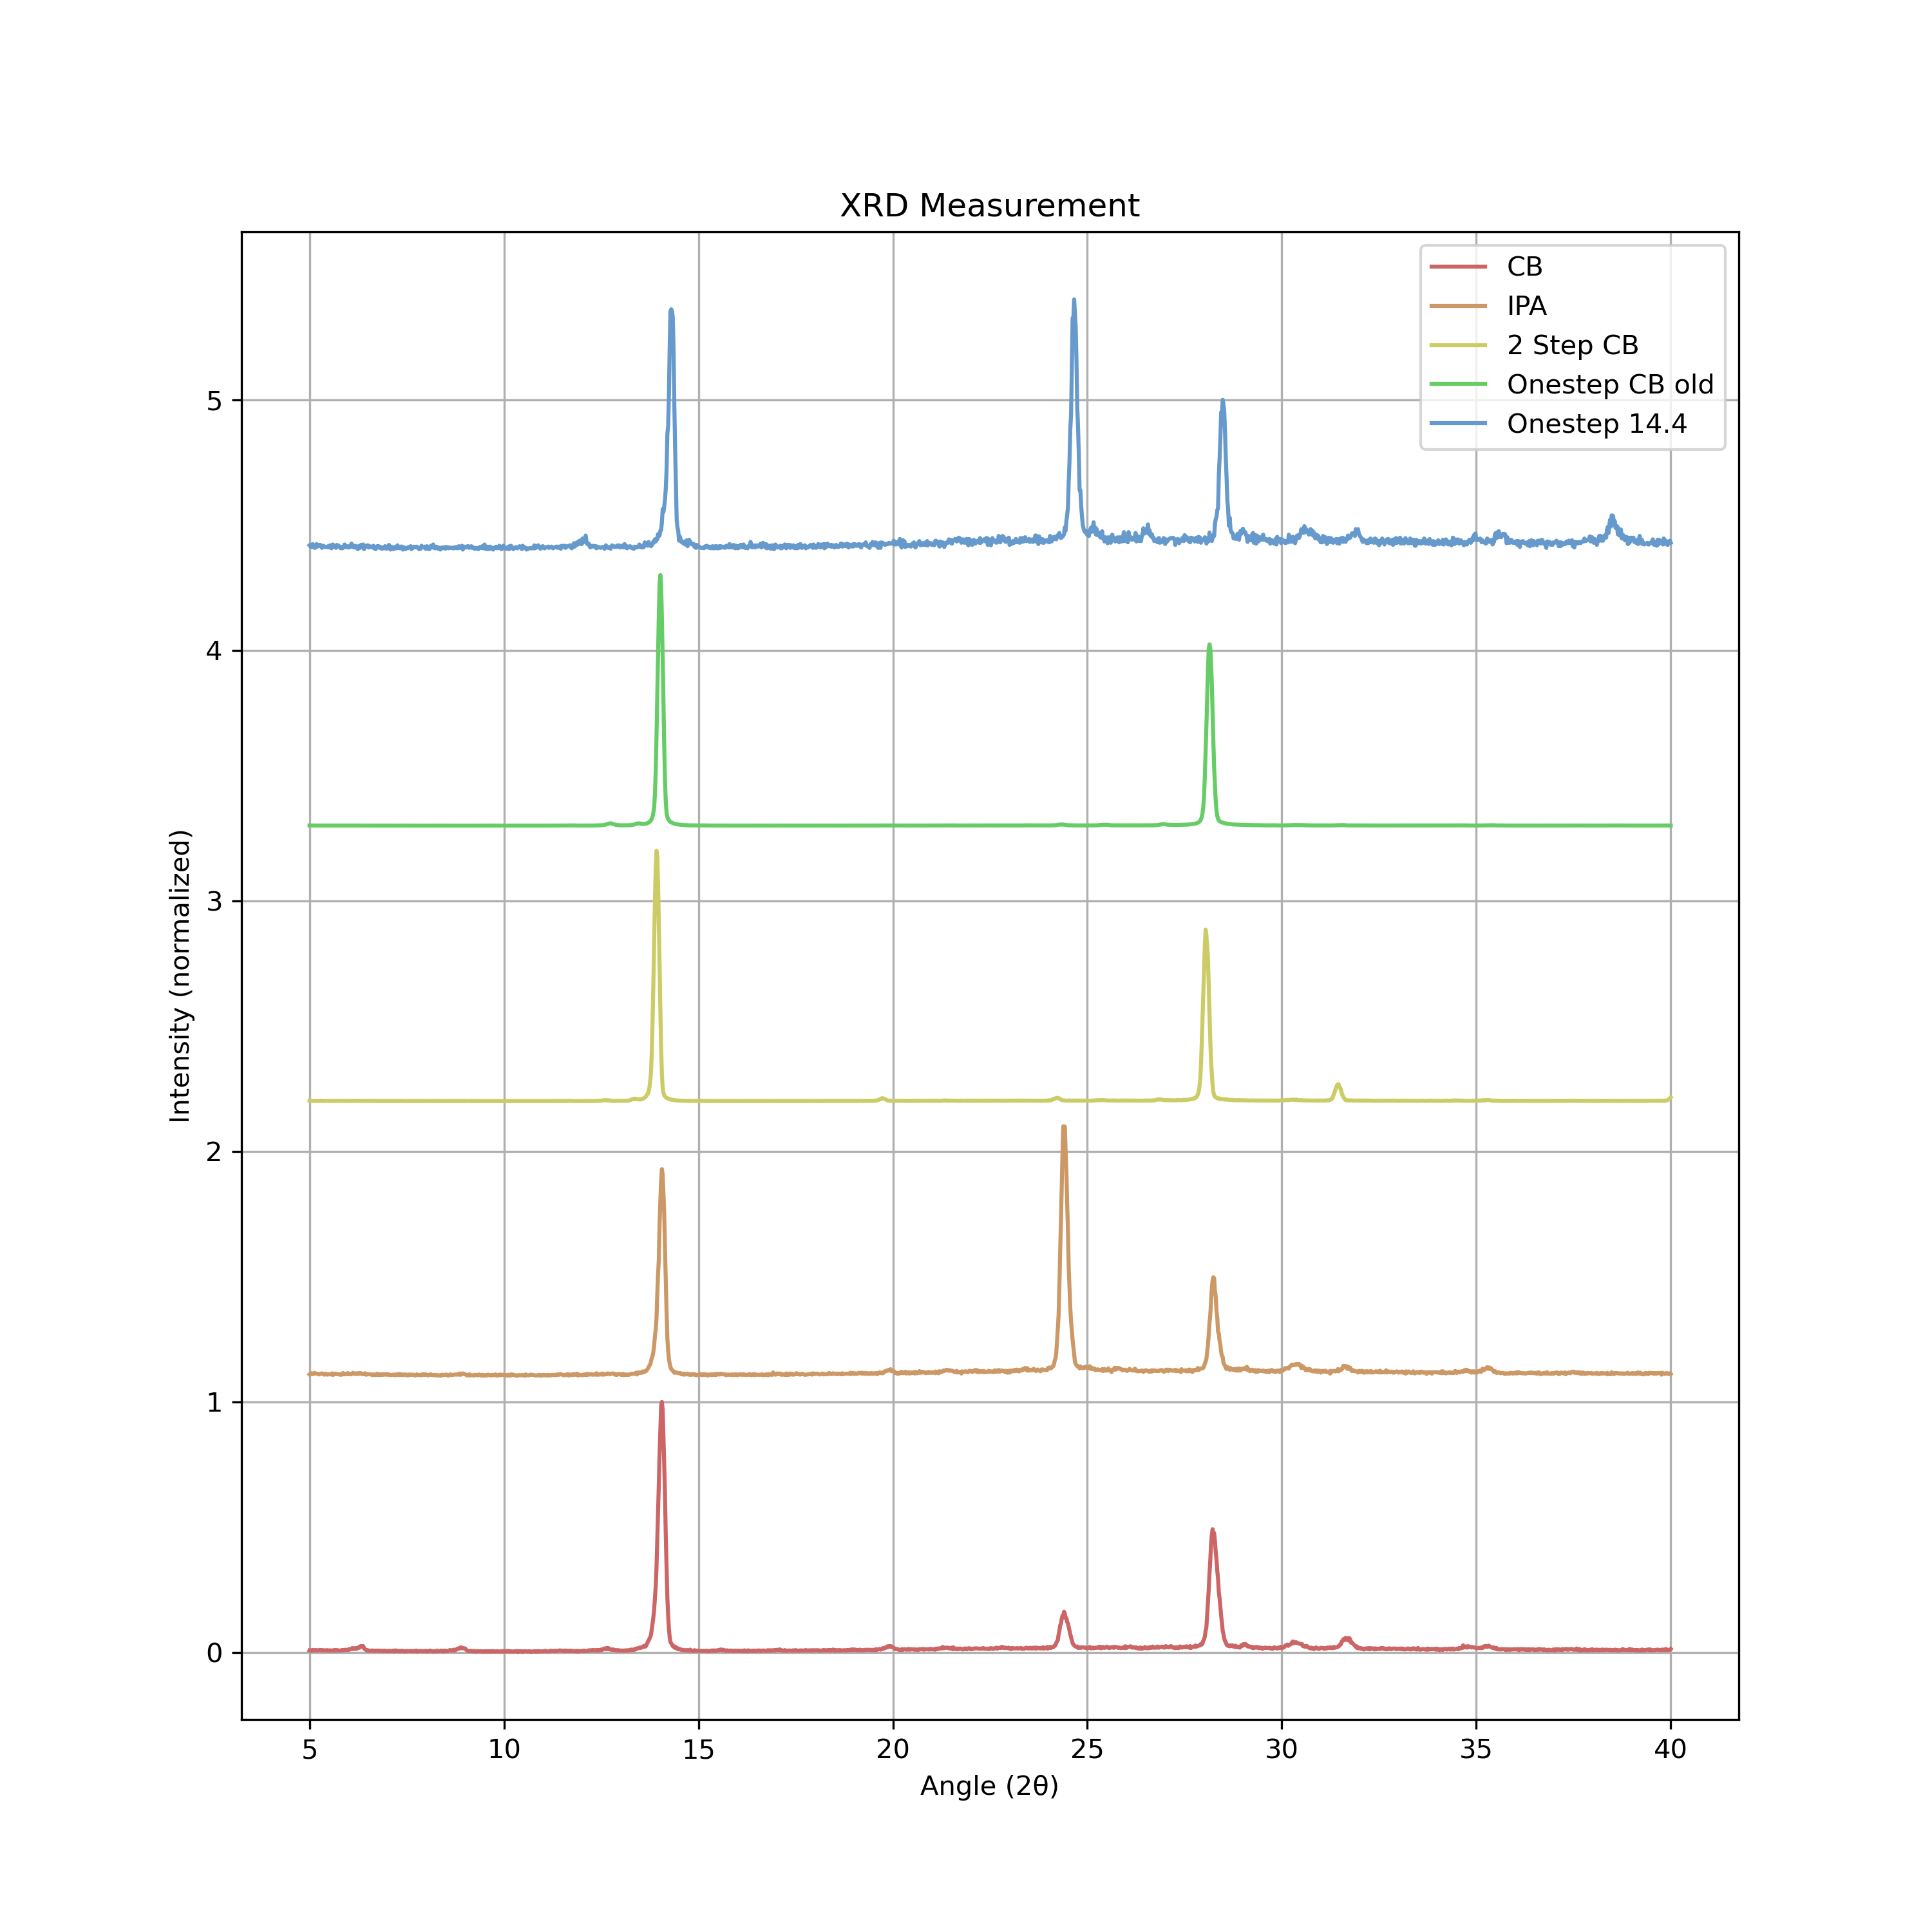 XRD Measurement
CB
IPA
2 Step CB
Onestep CB old
Onestep 14.4
Intensity (normalized)
5
4
3
2
1
0
5 10 15 20 25 30 35 40
Angle (2θ)